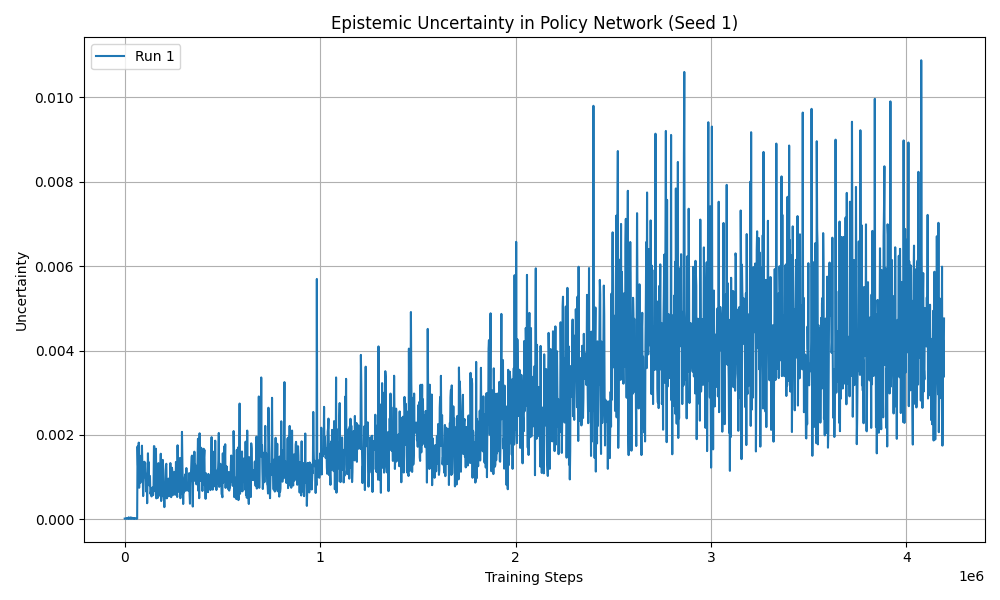 Epistemic Uncertainty in Policy Network (Seed 1)
Run 1
0.010
0.008
0.006
0.004
0.002
0.000
Uncertainty
0 1 2 3 4
1e6
Training Steps